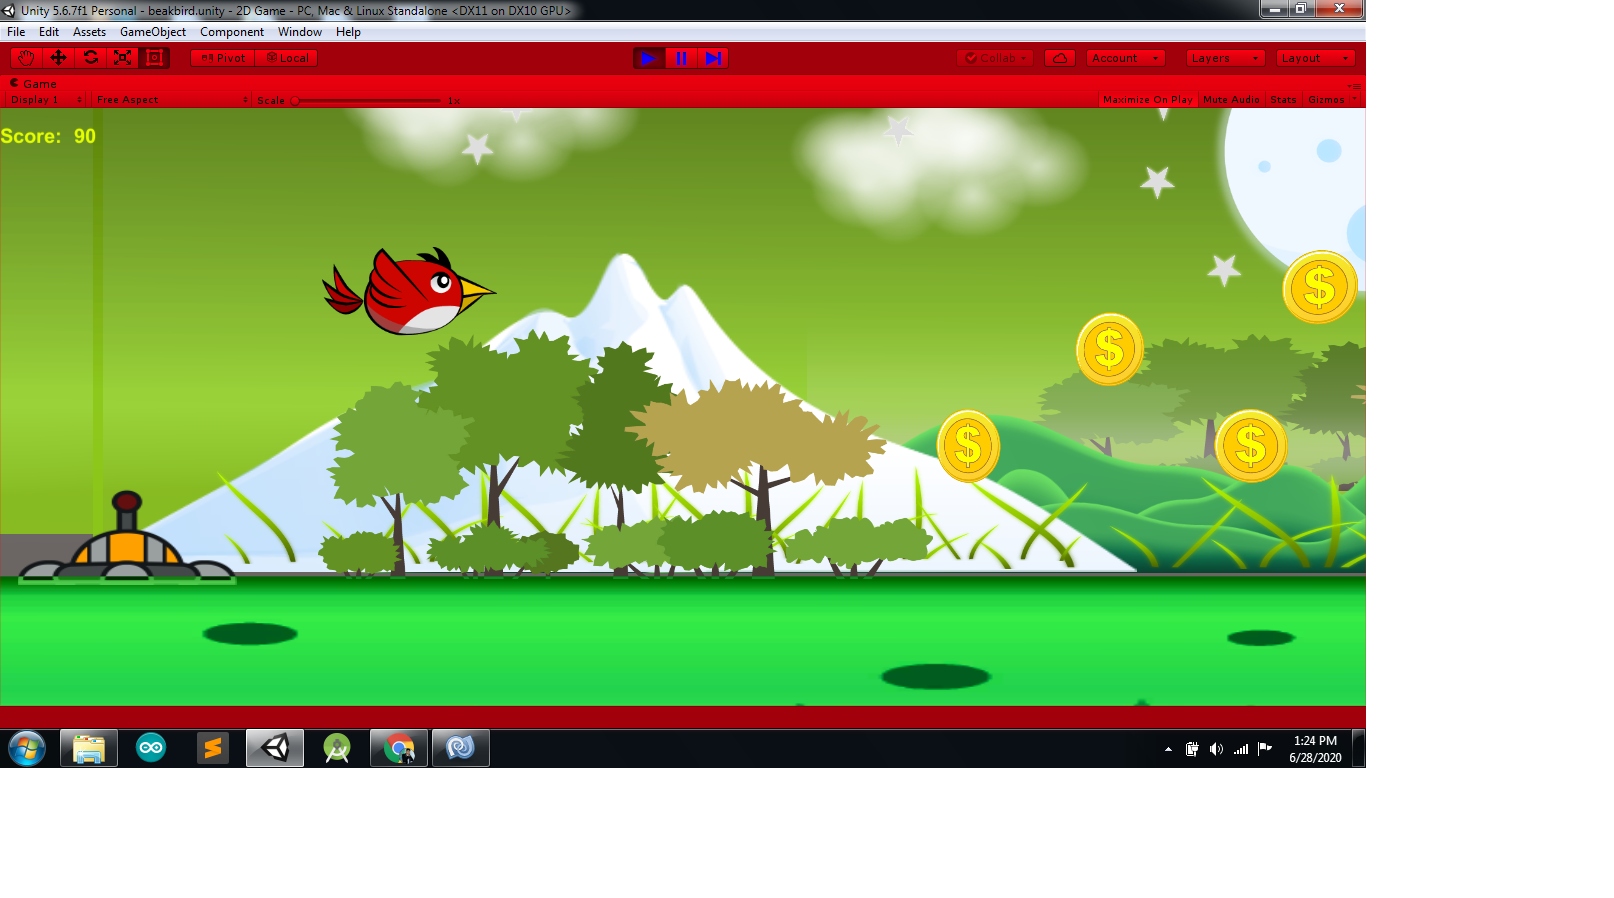 Unity 5.6.7f1 Personal - beakbird.unity - 2D Game - PC, Mac & Linux Standalone <DX11 on DX10 GPU>
File Edit Assets GameObject Component Window Help
Pivot Local Collab Account Layers Layout
Game
Display 1 Free Aspect Scale 1x Maximize On Play Mute Audio Stats Gizmos
Score: 90
$
$
$
$
1:24 PM
6/28/2020